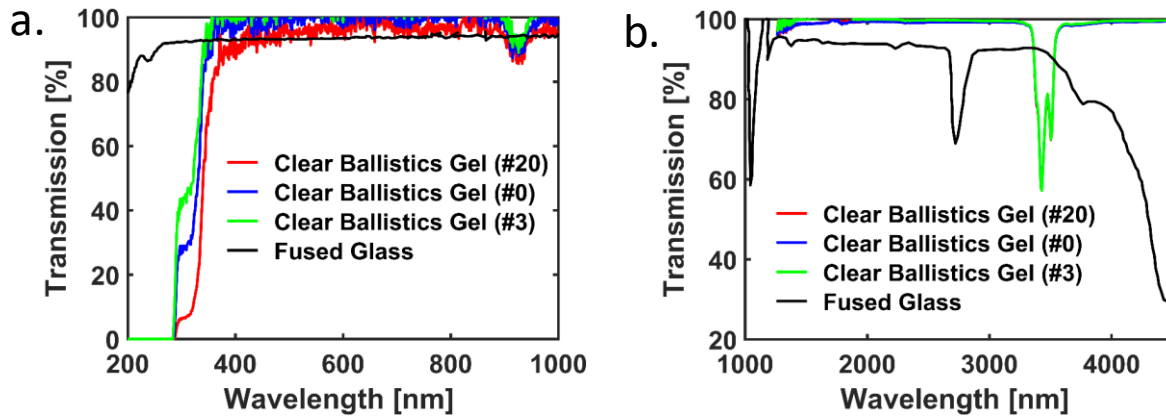 a.
Transmission [%]
100
80
60
40
20
0
Clear Ballistics Gel (#20)
Clear Ballistics Gel (#0)
Clear Ballistics Gel (#3)
Fused Glass
200 400 600 800 1000
Wavelength [nm]
b.
Transmission [%]
100
80
60
40
20
Clear Ballistics Gel (#20)
Clear Ballistics Gel (#0)
Clear Ballistics Gel (#3)
Fused Glass
1000 2000 3000 4000
Wavelength [nm]